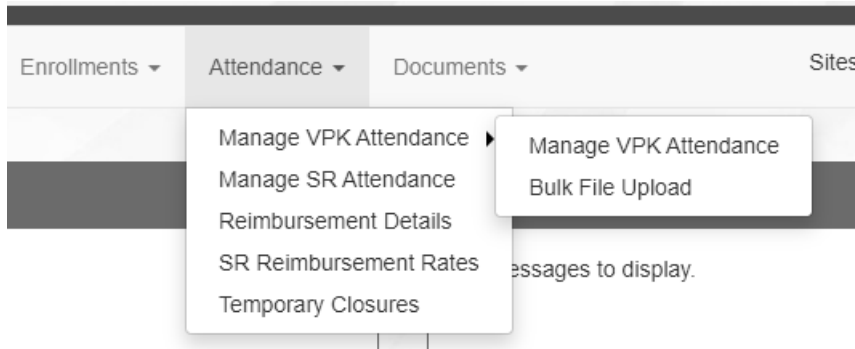 Enrollments Attendance Documents Sites
Manage VPK Attendance
Manage SR Attendance
Reimbursement Details
SR Reimbursement Rates
Temporary Closures
Manage VPK Attendance
Bulk File Upload
to display.